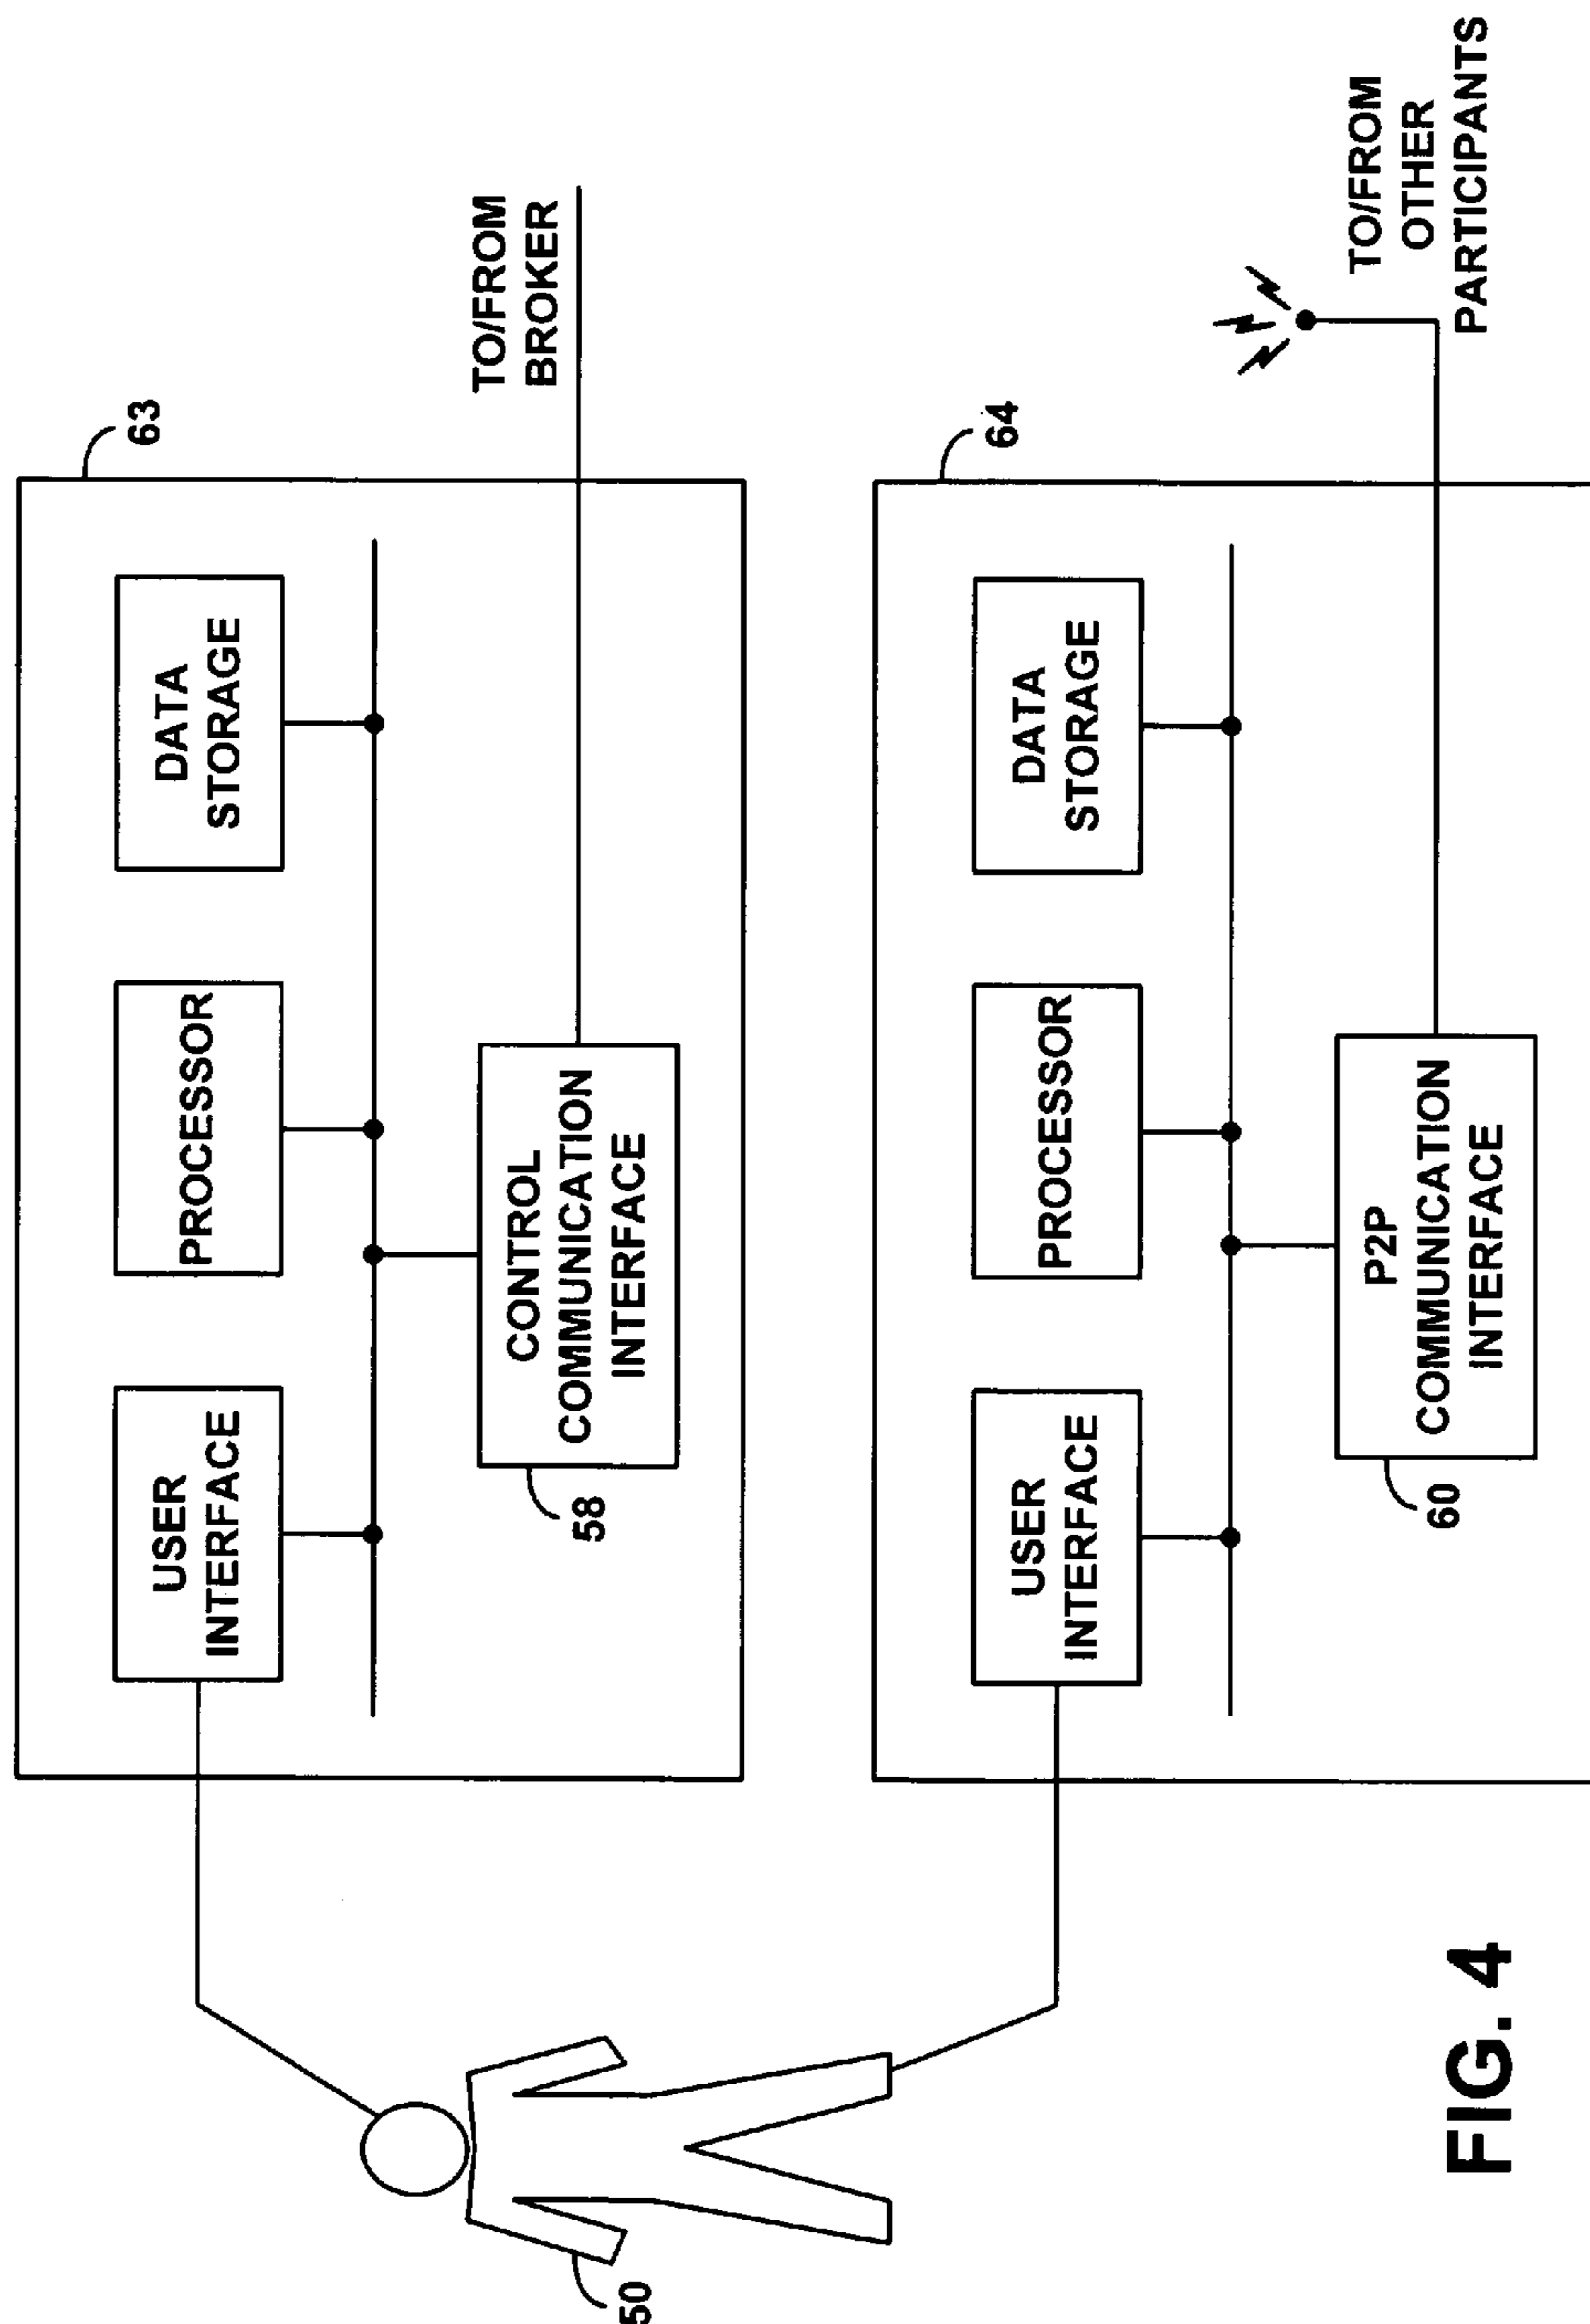 63
USER
INTERFACE
PROCESSOR
DATA
STORAGE
CONTROL
COMMUNICATION
INTERFACE
58
TO/FROM
BROKER
50
64
USER
INTERFACE
PROCESSOR
DATA
STORAGE
P2P
COMMUNICATION
INTERFACE
60
TO/FROM
OTHER
PARTICIPANTS
FIG. 4